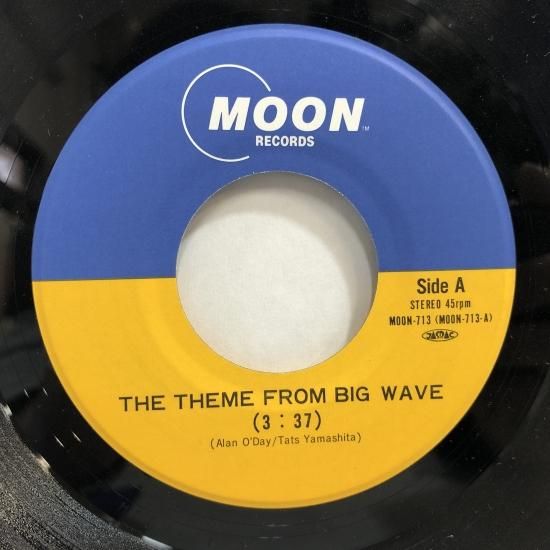 MOON™
RECORDS
Side A
STEREO 45rpm
MOON-713 (MOON-713-A)
JASRAC
THE THEME FROM BIG WAVE
(3:37)
(Alan O'Day/Tats Yamashita)